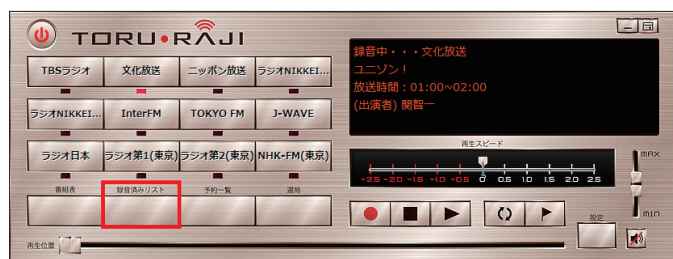 TORU•RAJI
録音中・・・文化放送
ユニゾン!
放送時間:01:00~02:00
(出演者) 関智一
TBSラジオ 文化放送 ニッポン放送 ラジオNIKKEI...
ラジオNIKKEI... InterFM TOKYO FM J-WAVE
ラジオ日本 ラジオ第1(東京) ラジオ第2(東京) NHK-FM(東京)
番組表 録音済みリスト 予約一覧 選局
再生スピード
-2.5 -2.0 -1.5 -1.0 -0.5 0 0.5 1.0 1.5 2.0 2.5
MAX
MIN
設定
再生位置